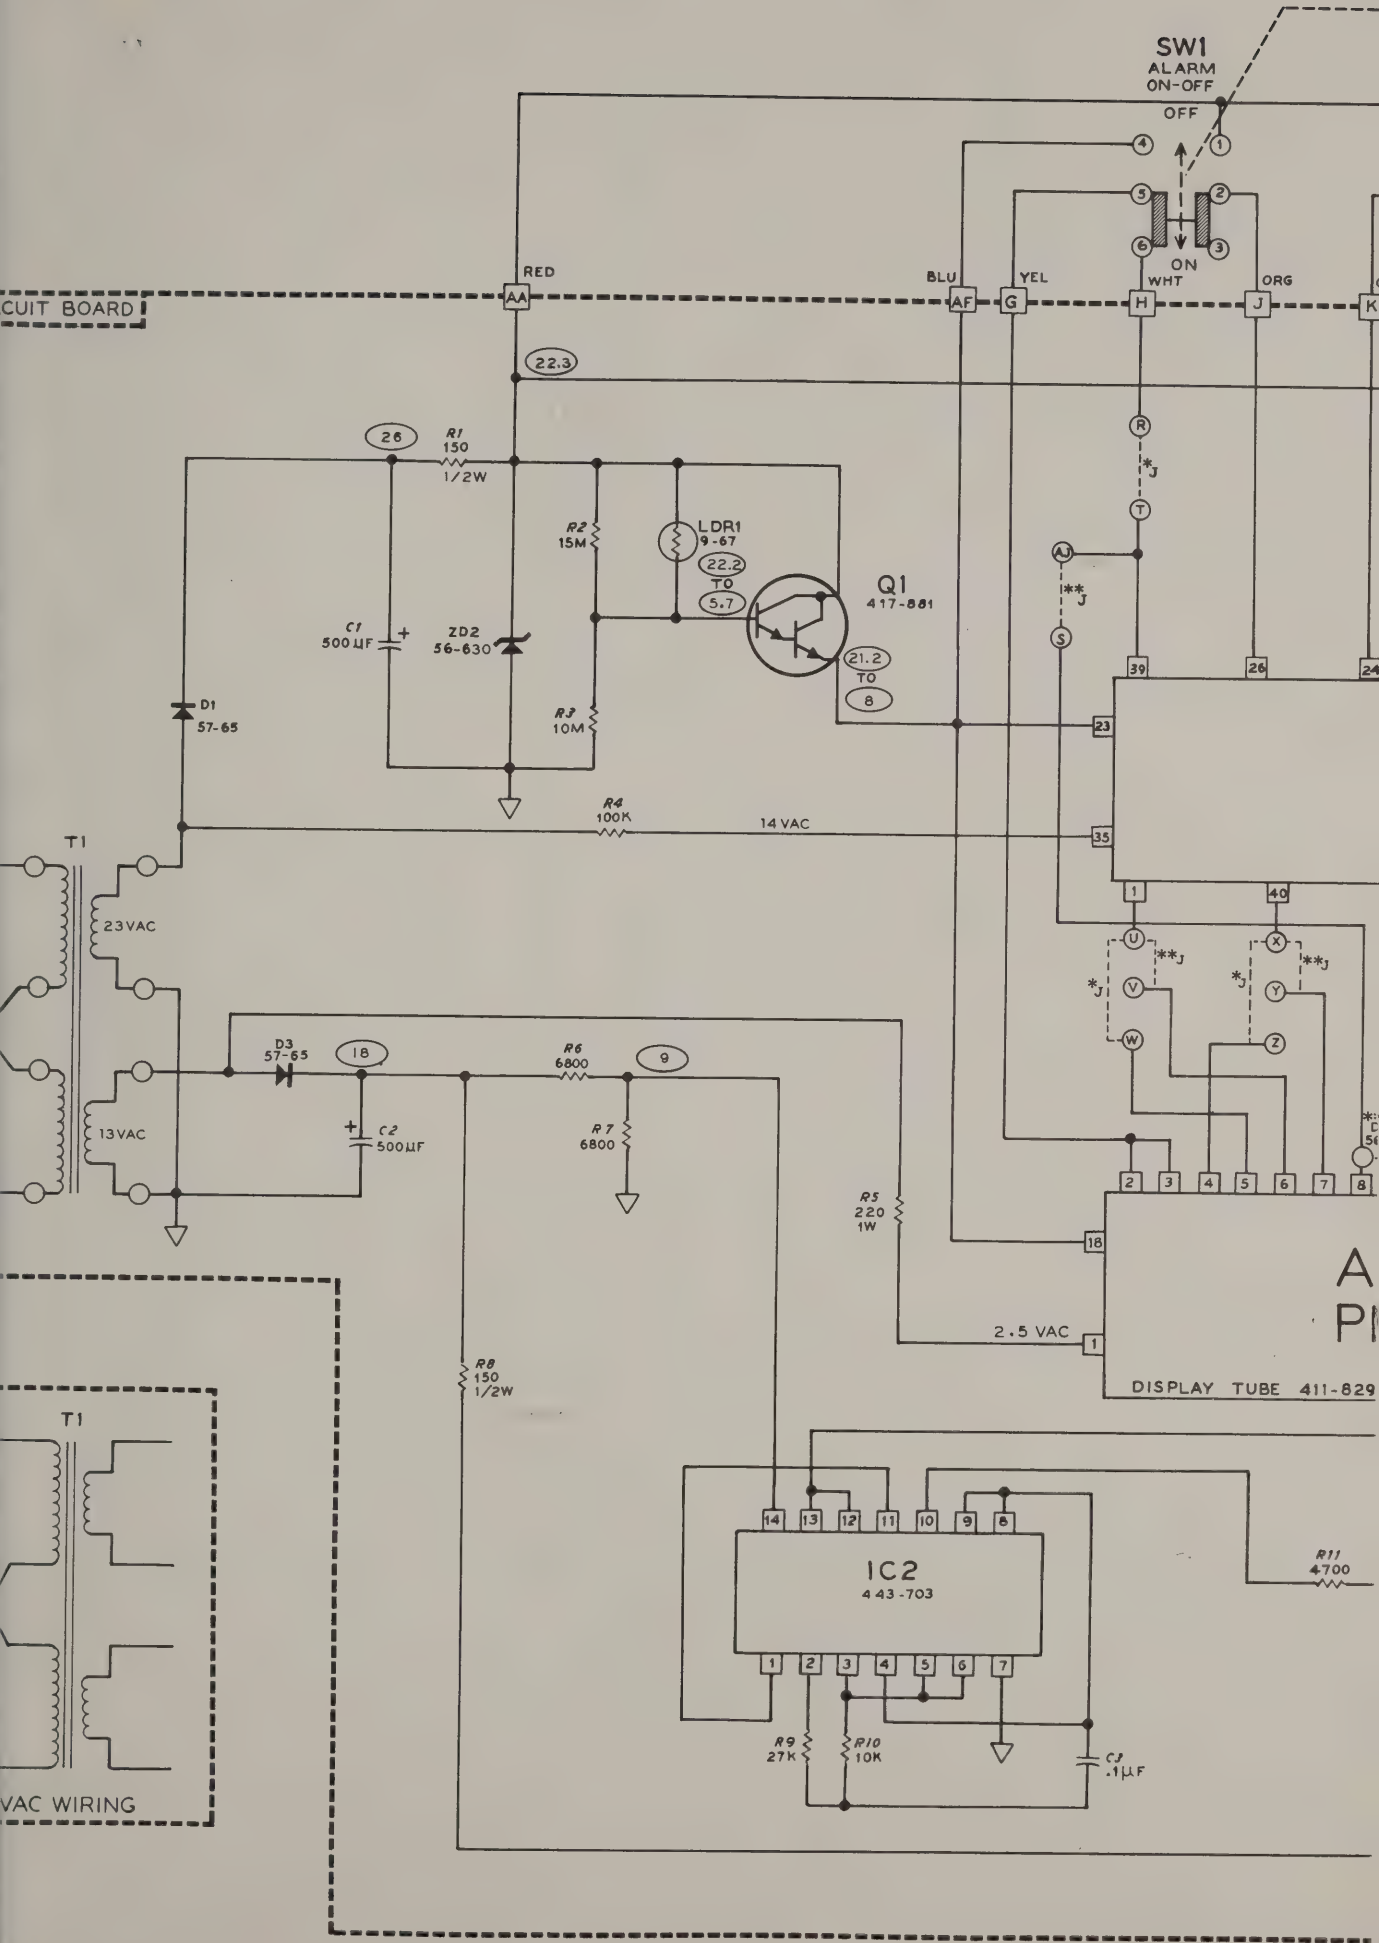 SW1
ALARM
ON-OFF
OFF
4
1
5
2
6
3
ON
RED
BLU
YEL
WHT
ORG
CUIT BOARD
AA
AF
G
H
J
K
22.3
26
R1
150
1/2W
R
*J
T
R2
15M
LDR1
9-67
22.2
TO
5.7
Q1
417-881
AJ
**J
S
C1
500µF
+
ZD2
56-630
21.2
TO
8
39
26
24
D1
57-65
R3
10M
23
R4
100K
14 VAC
35
T1
23VAC
1
40
U
X
**J
**J
*J
*J
V
Y
W
Z
D3
57-65
18
R6
6800
9
13VAC
+
C2
500µF
R7
6800
R5
220
1W
2
3
4
5
6
7
8
18
A
2.5 VAC
1
DISPLAY TUBE 411-829
R8
150
1/2W
T1
14
13
12
11
10
9
8
IC2
443-703
R11
4700
1
2
3
4
5
6
7
R9
27K
R10
10K
C3
.1µF
VAC WIRING